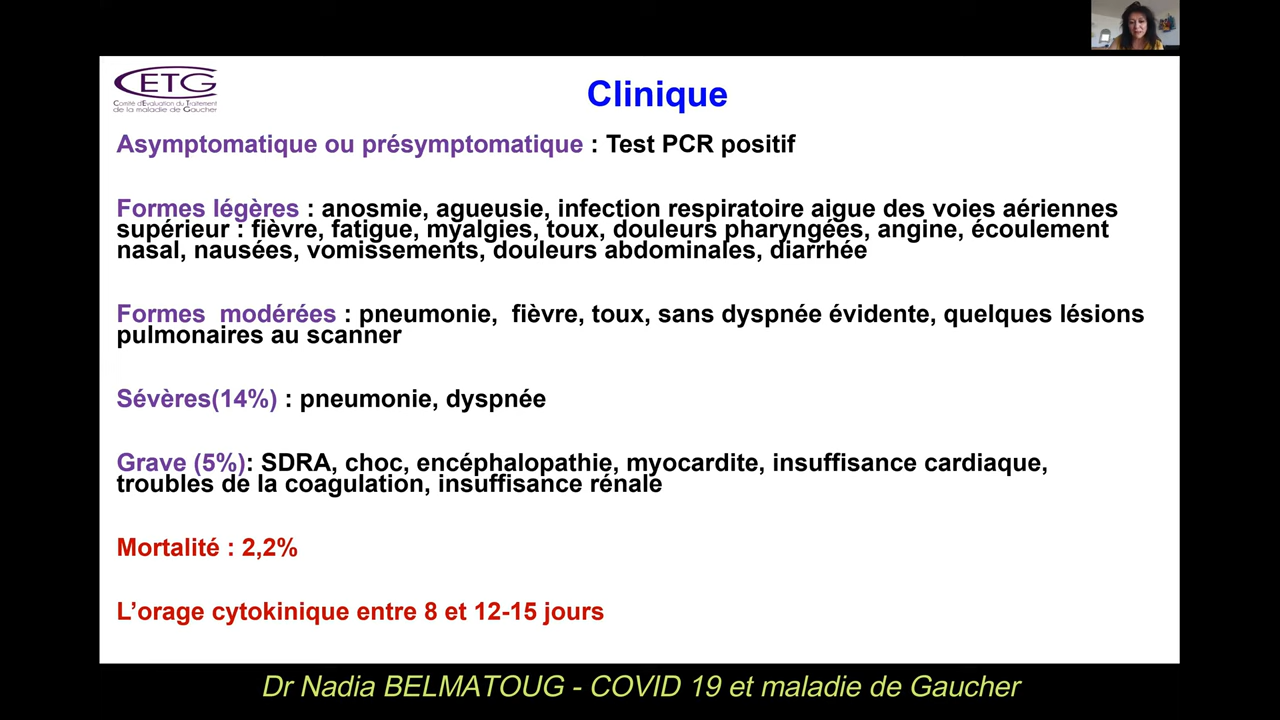 CETG
Comité d'Evaluation du Traitement
de la maladie de Gaucher
Clinique
Asymptomatique ou présymptomatique : Test PCR positif
Formes légères : anosmie, agueusie, infection respiratoire aigue des voies aériennes
supérieur : fièvre, fatigue, myalgies, toux, douleurs pharyngées, angine, écoulement
nasal, nausées, vomissements, douleurs abdominales, diarrhée
Formes modérées : pneumonie, fièvre, toux, sans dyspnée évidente, quelques lésions
pulmonaires au scanner
Sévères(14%) : pneumonie, dyspnée
Grave (5%): SDRA, choc, encéphalopathie, myocardite, insuffisance cardiaque,
troubles de la coagulation, insuffisance rénale
Mortalité : 2,2%
L’orage cytokinique entre 8 et 12-15 jours
Dr Nadia BELMATOUG - COVID 19 et maladie de Gaucher